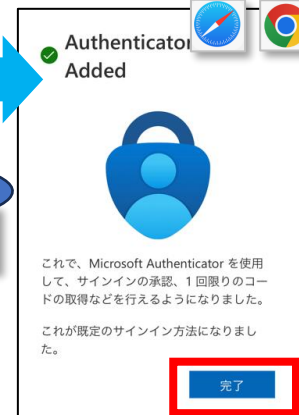 Authenticator
Added
これで、Microsoft Authenticator を使用
して、サインインの承認、1 回限りのコー
ドの取得などを行えるようになりました。
これが既定のサインイン方法になりまし
た。
完了